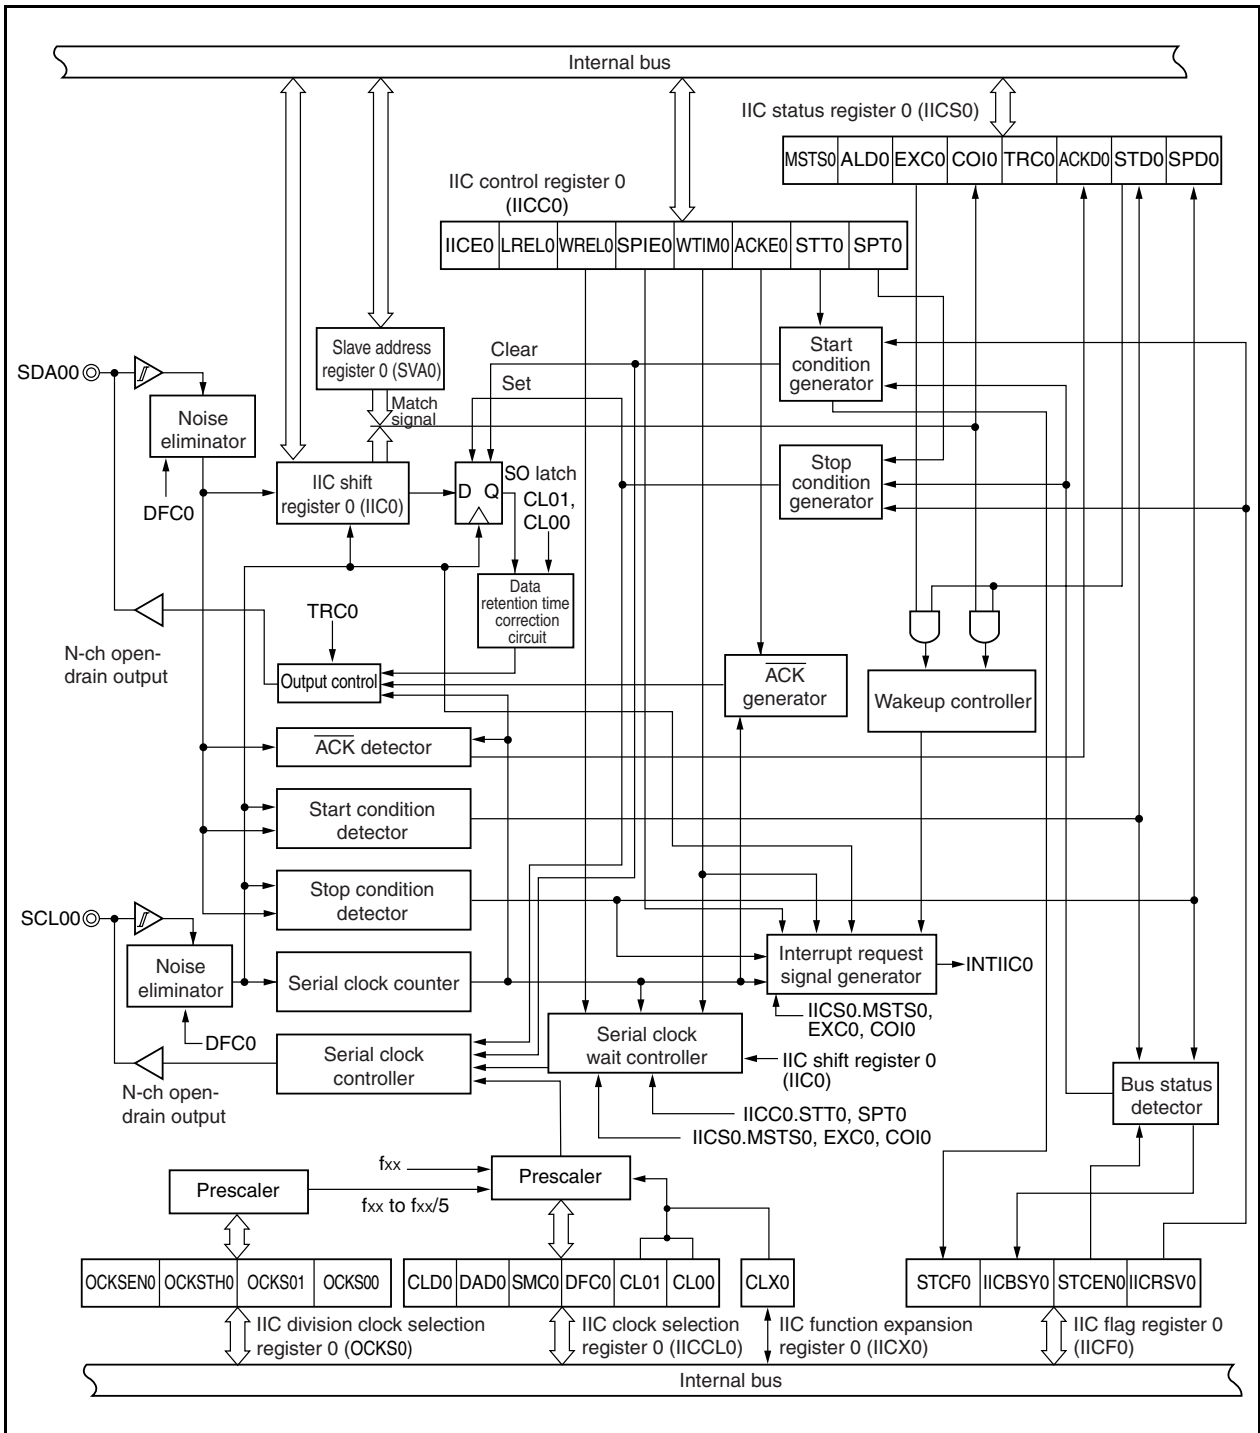 Internal bus
IIC status register 0 (IICS0)
MSTS0 ALD0 EXC0 COI0 TRC0 ACKD0 STD0 SPD0
IIC control register 0
(IICC0)
IICE0 LREL0 WREL0 SPIE0 WTIM0 ACKE0 STT0 SPT0
Slave address
register 0 (SVA0)
Clear
Start
condition
generator
SDA00
Set
Match
signal
Noise
eliminator
DFC0
IIC shift
register 0 (IIC0)
D Q
SO latch
CL01,
CL00
Stop
condition
generator
Data
retention time
correction
circuit
TRC0
N-ch open-
drain output
Output control
ACK
generator
Wakeup controller
ACK detector
Start condition
detector
Stop condition
detector
SCL00
Noise
eliminator
DFC0
Serial clock counter
Interrupt request
signal generator
INTIIC0
IICS0.MSTS0,
EXC0, COI0
Serial clock
controller
Serial clock
wait controller
IIC shift register 0
(IIC0)
N-ch open-
drain output
IICC0.STT0, SPT0
IICS0.MSTS0, EXC0, COI0
Bus status
detector
Prescaler
fxx
fxx to fxx/5
Prescaler
OCKSEN0 OCKSTH0 OCKS01 OCKS00
CLD0 DAD0 SMC0 DFC0 CL01 CL00
CLX0
STCF0 IICBSY0 STCEN0 IICRSV0
IIC division clock selection
register 0 (OCKS0)
IIC clock selection
register 0 (IICCL0)
IIC function expansion
register 0 (IICX0)
IIC flag register 0
(IICF0)
Internal bus